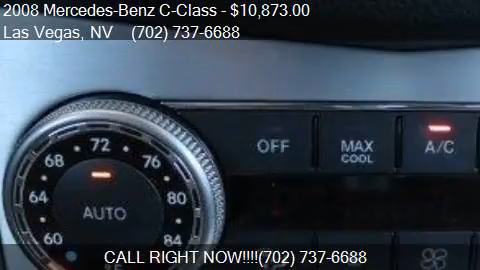 2008 Mercedes-Benz C-Class - $10,873.00
Las Vegas, NV (702) 737-6688
72
68 76
64 80
60 84
AUTO
°F
OFF
MAX
COOL
A/C
CALL RIGHT NOW!!!!(702) 737-6688